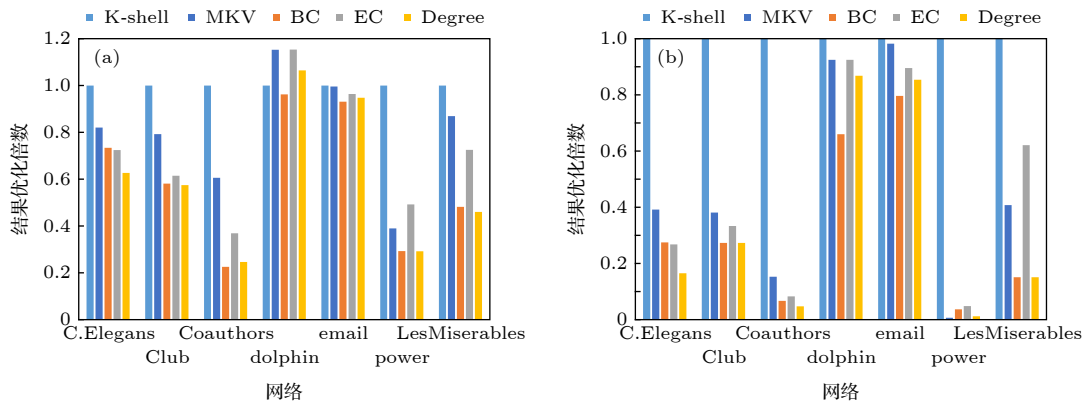 K-shell MKV BC EC Degree
(a)
1.2
1.0
0.8
0.6
0.4
0.2
0
结果优化倍数
C.Elegans Coauthors email LesMiserables
Club dolphin power
网络
K-shell MKV BC EC Degree
(b)
1.0
0.8
0.6
0.4
0.2
0
结果优化倍数
C.Elegans Coauthors email LesMiserables
Club dolphin power
网络